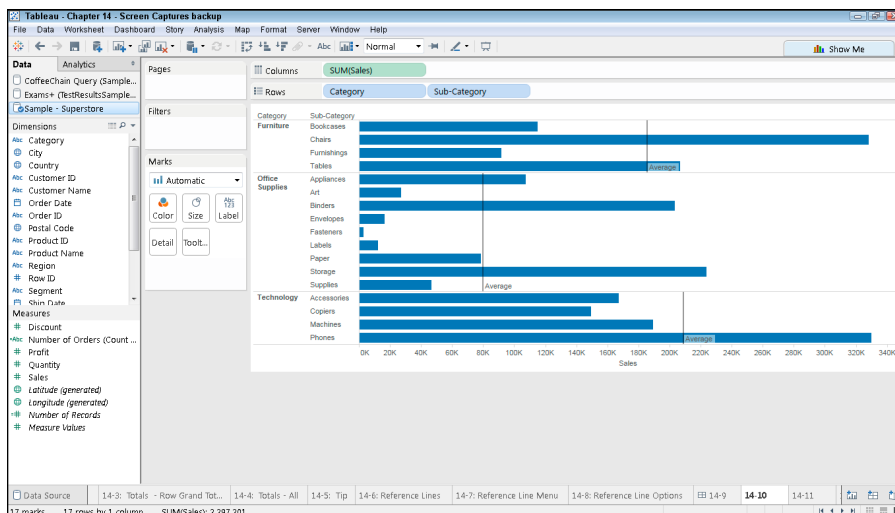 Tableau - Chapter 14 - Screen Captures backup
File Data Worksheet Dashboard Story Analysis Map Format Server Window Help
Abc Normal Show Me
Data Analytics
CoffeeChain Query (Sample...
Exams+ (TestResultsSample...
Sample - Superstore
Dimensions
Abc Category
City
Country
Abc Customer ID
Abc Customer Name
Order Date
Abc Order ID
Postal Code
Abc Product ID
Abc Product Name
Abc Region
# Row ID
Abc Segment
Ship Date
Measures
# Discount
=Abc Number of Orders (Count ...
# Profit
# Quantity
# Sales
Latitude (generated)
Longitude (generated)
=# Number of Records
# Measure Values
Pages
Filters
Marks
Automatic
Color Size Abc 123 Label
Detail Toolt...
Columns SUM(Sales)
Rows Category Sub-Category
Category Sub-Category
Furniture Bookcases
Chairs
Furnishings
Tables Average
Office Supplies Appliances
Art
Binders
Envelopes
Fasteners
Labels
Paper
Storage
Supplies Average
Technology Accessories
Copiers
Machines
Phones Average
0K 20K 40K 60K 80K 100K 120K 140K 160K 180K 200K 220K 240K 260K 280K 300K 320K 340K
Sales
Data Source 14-3: Totals - Row Grand Tot... 14-4: Totals - All 14-5: Tip 14-6: Reference Lines 14-7: Reference Line Menu 14-8: Reference Line Options 14-9 14-10 14-11
17 marks 17 rows by 1 column SUM(Sales): 2,297,201